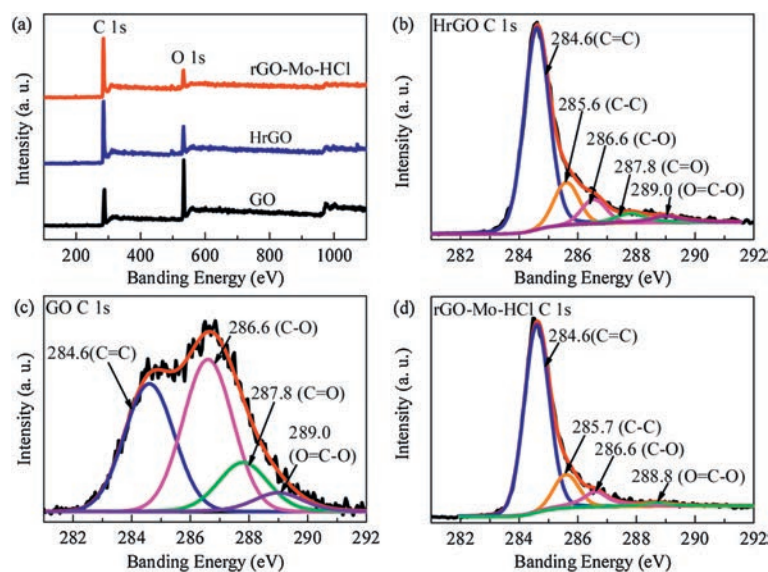 (a)
C 1s
O 1s
rGO-Mo-HCl
HrGO
GO
Intensity (a. u.)
200 400 600 800 1000
Banding Energy (eV)
(b)
HrGO C 1s
284.6(C=C)
285.6 (C-C)
286.6 (C-O)
287.8 (C=O)
289.0 (O=C-O)
Intensity (a. u.)
282 284 286 288 290 292
Banding Energy (eV)
(c)
GO C 1s
284.6(C=C)
286.6 (C-O)
287.8 (C=O)
289.0
(O=C-O)
Intensity (a. u.)
282 284 286 288 290 292
Banding Energy (eV)
(d)
rGO-Mo-HCl C 1s
284.6(C=C)
285.7 (C-C)
286.6 (C-O)
288.8 (O=C-O)
Intensity (a. u.)
282 284 286 288 290 292
Banding Energy (eV)